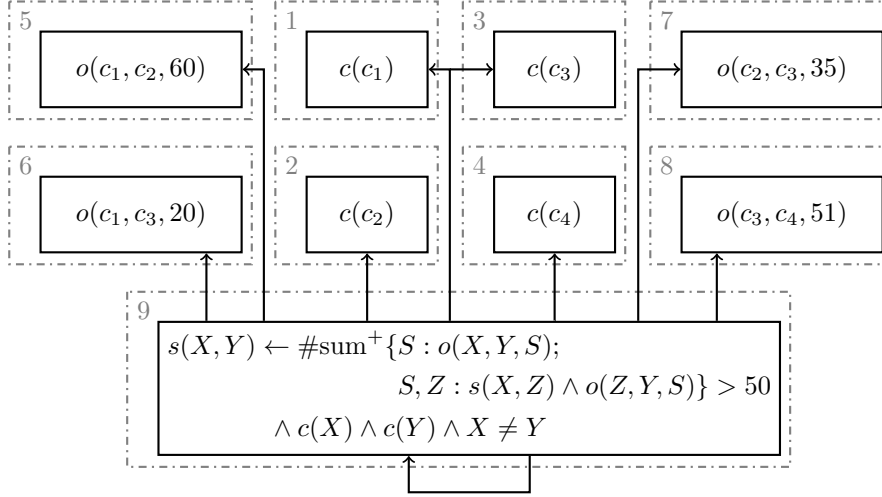 5
o(c₁, c₂, 60)
1
c(c₁)
3
c(c₃)
7
o(c₂, c₃, 35)
6
o(c₁, c₃, 20)
2
c(c₂)
4
c(c₄)
8
o(c₃, c₄, 51)
9
s(X, Y) ← #sum⁺{S : o(X, Y, S);
S, Z : s(X, Z) ∧ o(Z, Y, S)} > 50
∧ c(X) ∧ c(Y) ∧ X ≠ Y